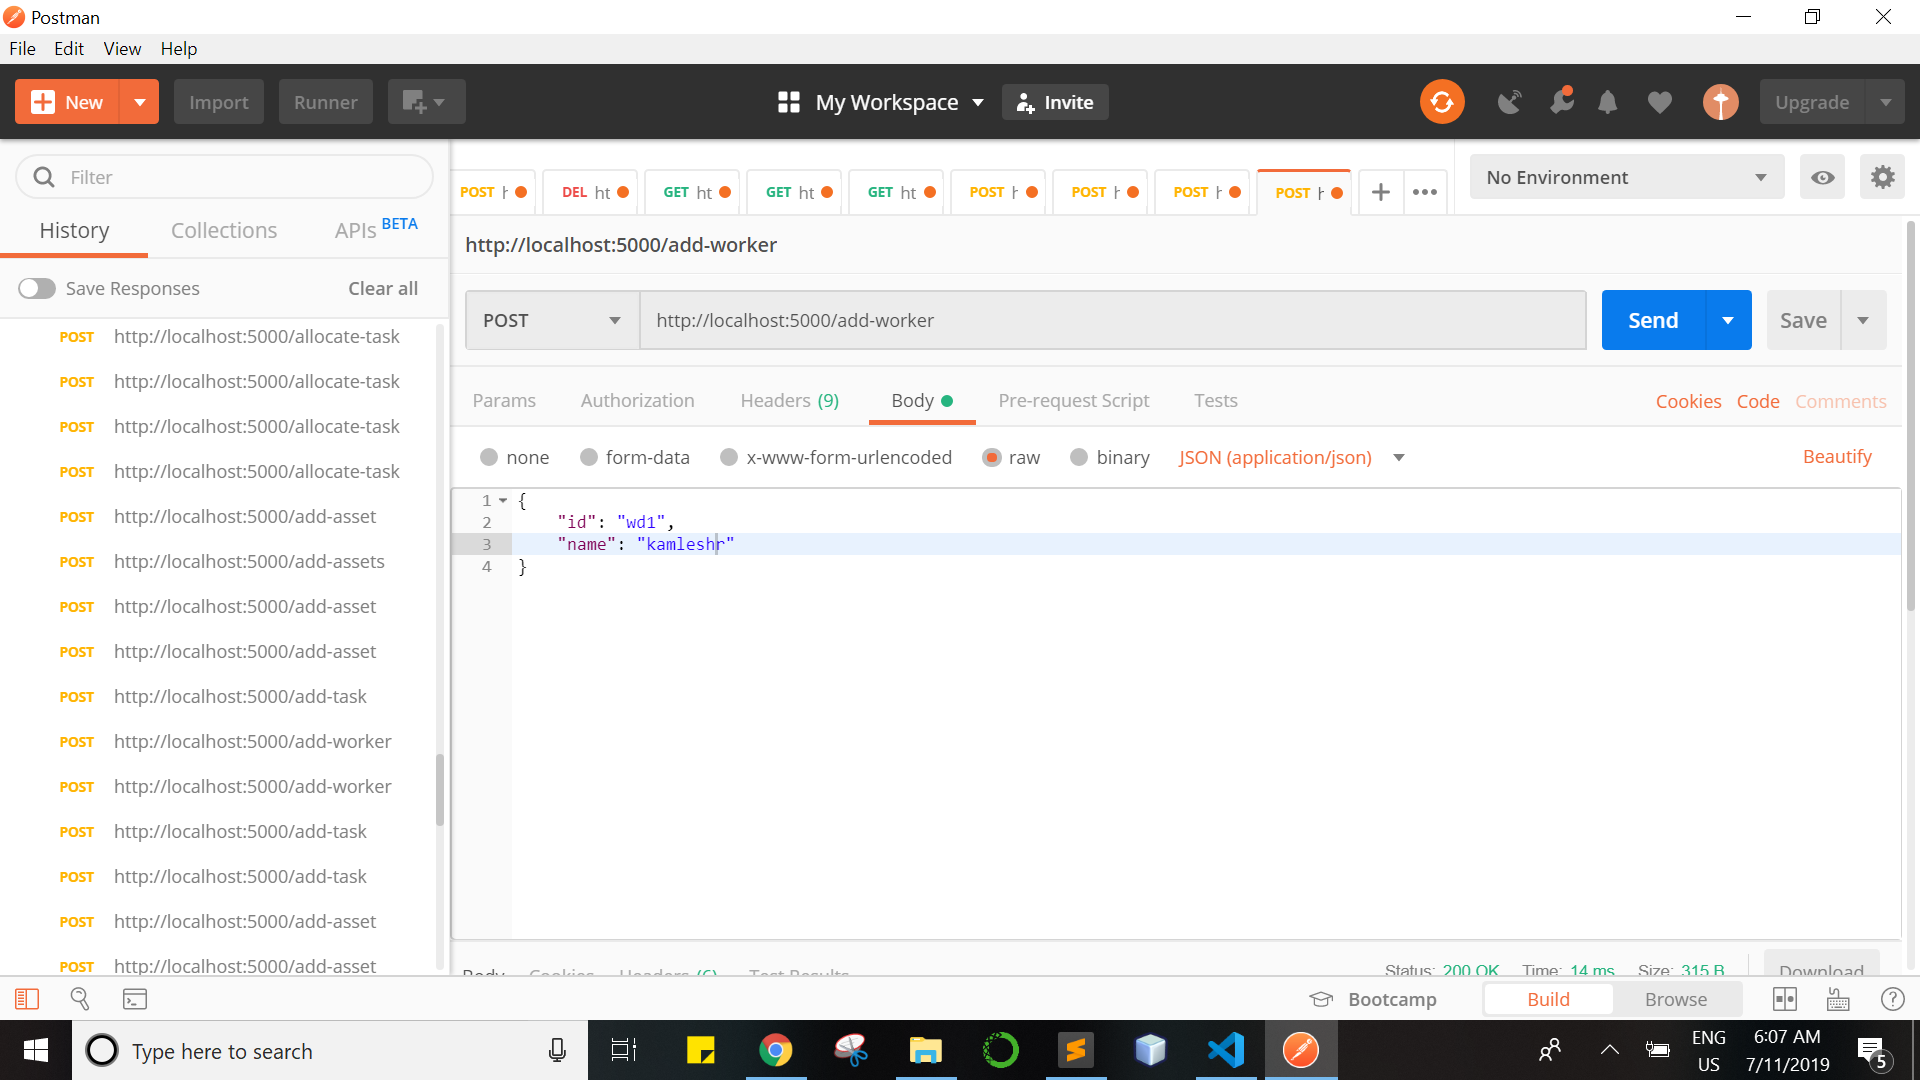 Postman
File Edit View Help
New Import Runner My Workspace Invite Upgrade
Filter
History Collections APIs BETA
Save Responses Clear all
POST http://localhost:5000/allocate-task
POST http://localhost:5000/allocate-task
POST http://localhost:5000/allocate-task
POST http://localhost:5000/allocate-task
POST http://localhost:5000/add-asset
POST http://localhost:5000/add-assets
POST http://localhost:5000/add-asset
POST http://localhost:5000/add-asset
POST http://localhost:5000/add-task
POST http://localhost:5000/add-worker
POST http://localhost:5000/add-worker
POST http://localhost:5000/add-task
POST http://localhost:5000/add-task
POST http://localhost:5000/add-asset
POST http://localhost:5000/add-asset
POST h DEL ht GET ht GET ht GET ht POST h POST h POST h POST h
No Environment
http://localhost:5000/add-worker
POST http://localhost:5000/add-worker Send Save
Params Authorization Headers (9) Body Pre-request Script Tests Cookies Code Comments
none form-data x-www-form-urlencoded raw binary JSON (application/json) Beautify
1 {
2 "id": "wd1",
3 "name": "kamleshr"
4 }
Body Cookies Headers (6) Test Results Status: 200 OK Time: 14 ms Size: 315 B Download
Bootcamp Build Browse
Type here to search
ENG
US
6:07 AM
7/11/2019
5